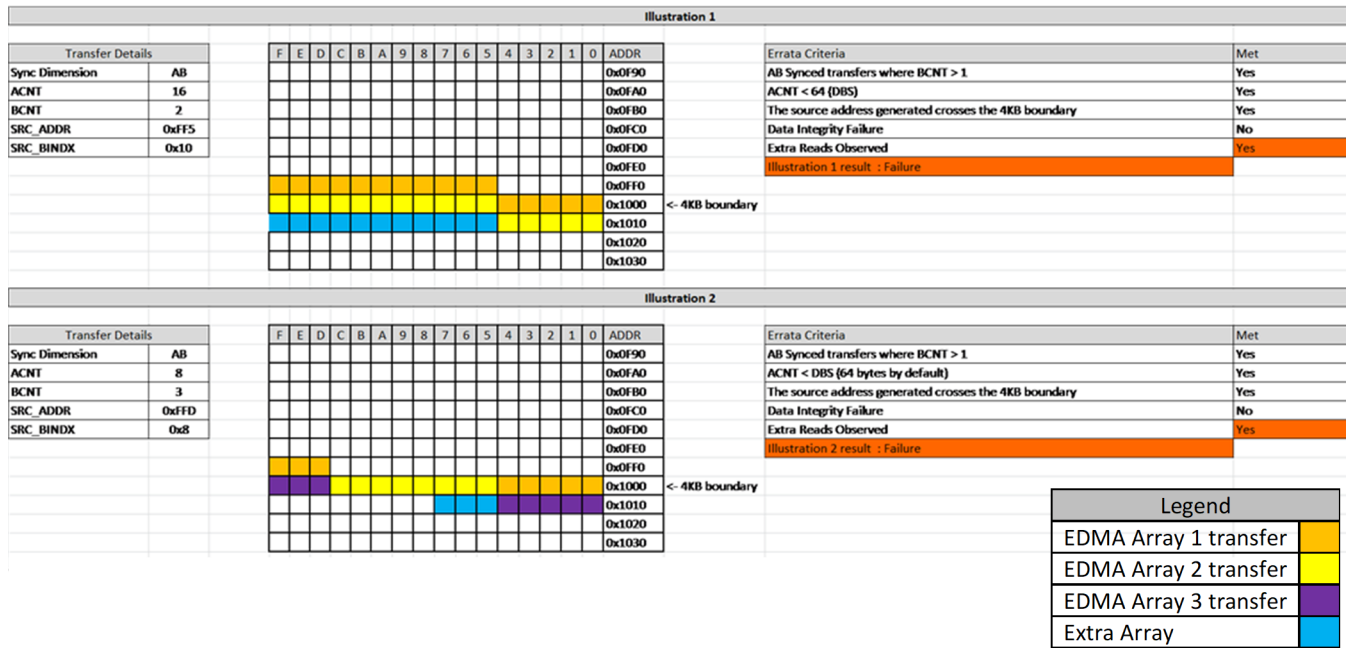 Illustration 1
Transfer Details F E D C B A 9 8 7 6 5 4 3 2 1 0 ADDR Errata Criteria Met
Sync Dimension AB 0x0F90 AB Synced transfers where BCNT > 1 Yes
ACNT 16 0x0FA0 ACNT < 64 (DBS) Yes
BCNT 2 0x0FB0 The source address generated crosses the 4KB boundary Yes
SRC_ADDR 0xFF5 0x0FC0 Data Integrity Failure No
SRC_BINDX 0x10 0x0FD0 Extra Reads Observed Yes
0x0FE0 Illustration 1 result : Failure
0x0FF0
0x1000 <- 4KB boundary
0x1010
0x1020
0x1030
Illustration 2
Transfer Details F E D C B A 9 8 7 6 5 4 3 2 1 0 ADDR Errata Criteria Met
Sync Dimension AB 0x0F90 AB Synced transfers where BCNT > 1 Yes
ACNT 8 0x0FA0 ACNT < DBS (64 bytes by default) Yes
BCNT 3 0x0FB0 The source address generated crosses the 4KB boundary Yes
SRC_ADDR 0xFFD 0x0FC0 Data Integrity Failure No
SRC_BINDX 0x8 0x0FD0 Extra Reads Observed Yes
0x0FE0 Illustration 2 result : Failure
0x0FF0
0x1000 <- 4KB boundary
0x1010
0x1020
0x1030
Legend
EDMA Array 1 transfer
EDMA Array 2 transfer
EDMA Array 3 transfer
Extra Array